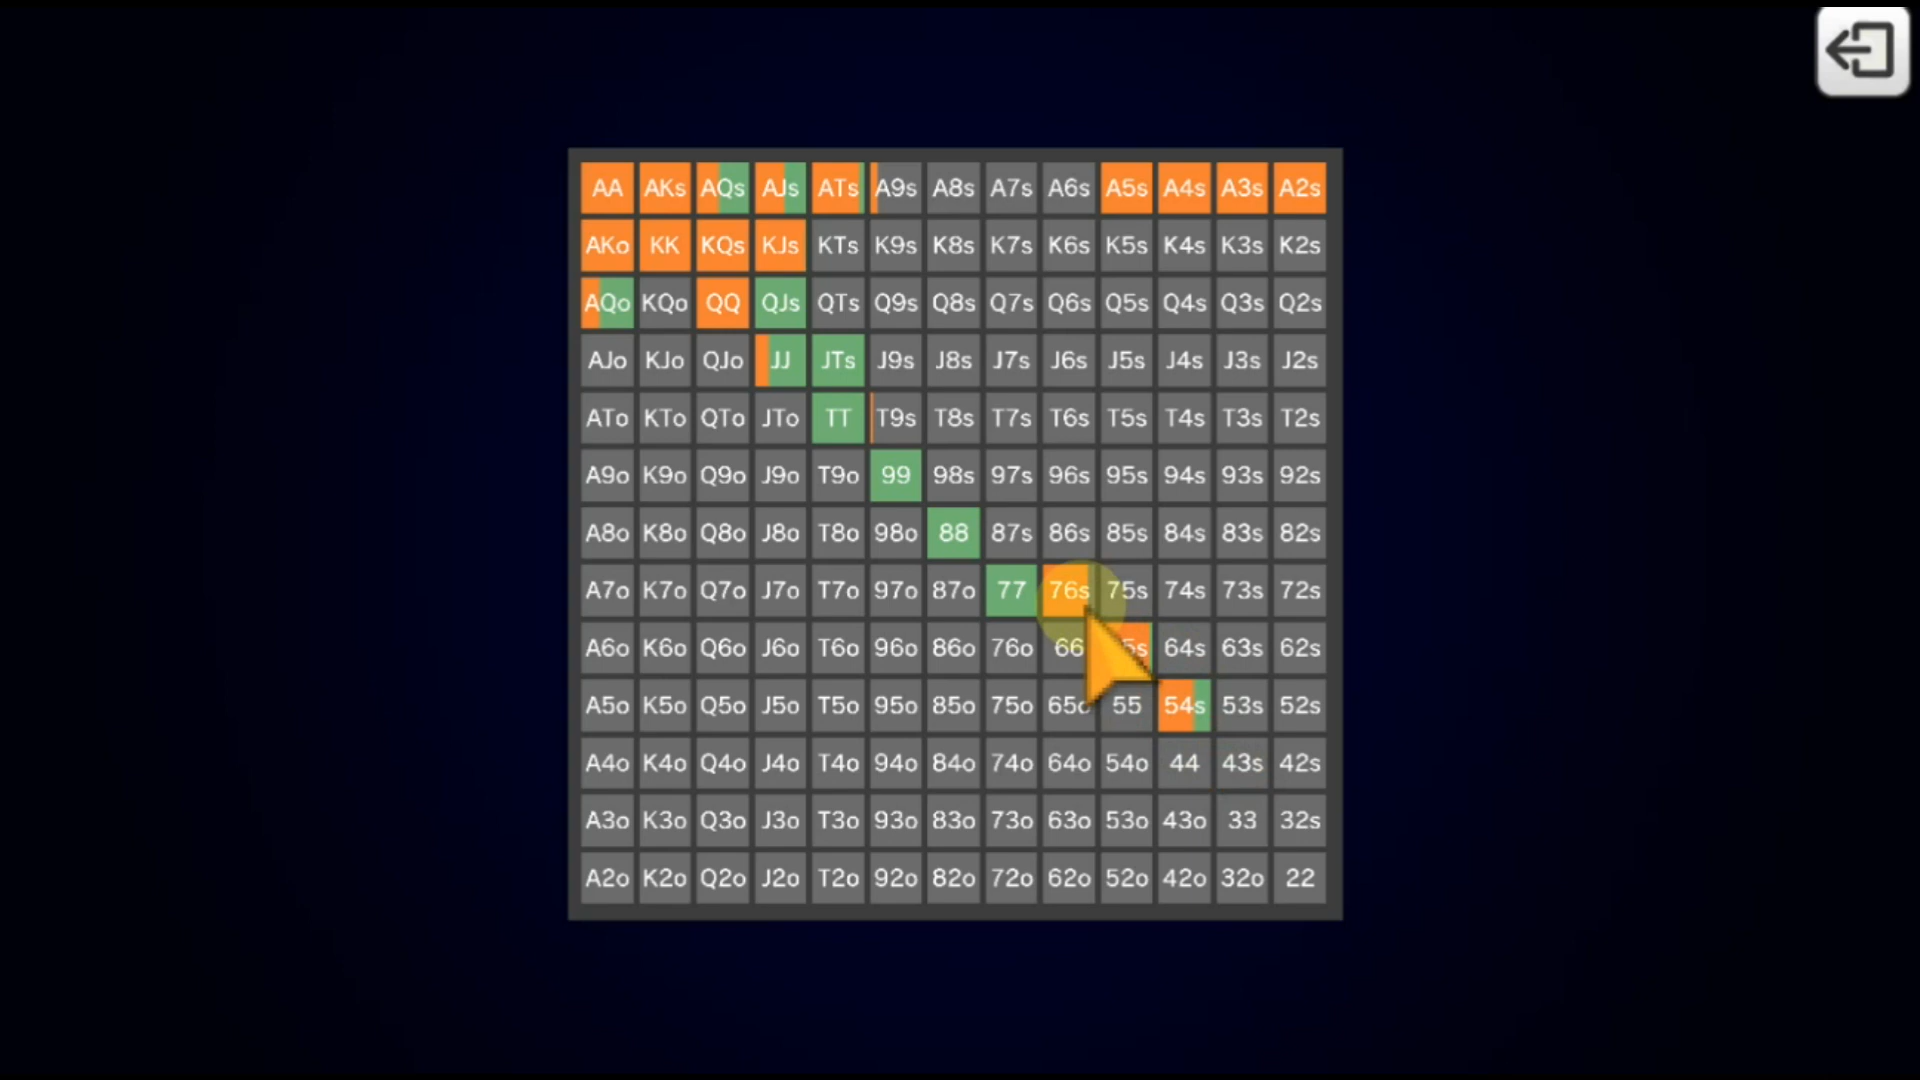 AA AKs AQs AJs ATs A9s A8s A7s A6s A5s A4s A3s A2s
AKo KK KQs KJs KTs K9s K8s K7s K6s K5s K4s K3s K2s
AQo KQo QQ QJs QTs Q9s Q8s Q7s Q6s Q5s Q4s Q3s Q2s
AJo KJo QJo JJ JTs J9s J8s J7s J6s J5s J4s J3s J2s
ATo KTo QTo JTo TT T9s T8s T7s T6s T5s T4s T3s T2s
A9o K9o Q9o J9o T9o 99 98s 97s 96s 95s 94s 93s 92s
A8o K8o Q8o J8o T8o 98o 88 87s 86s 85s 84s 83s 82s
A7o K7o Q7o J7o T7o 97o 87o 77 76s 75s 74s 73s 72s
A6o K6o Q6o J6o T6o 96o 86o 76o 66 64s 63s 62s
A5o K5o Q5o J5o T5o 95o 85o 75o 65o 55 54s 53s 52s
A4o K4o Q4o J4o T4o 94o 84o 74o 64o 54o 44 43s 42s
A3o K3o Q3o J3o T3o 93o 83o 73o 63o 53o 43o 33 32s
A2o K2o Q2o J2o T2o 92o 82o 72o 62o 52o 42o 32o 22